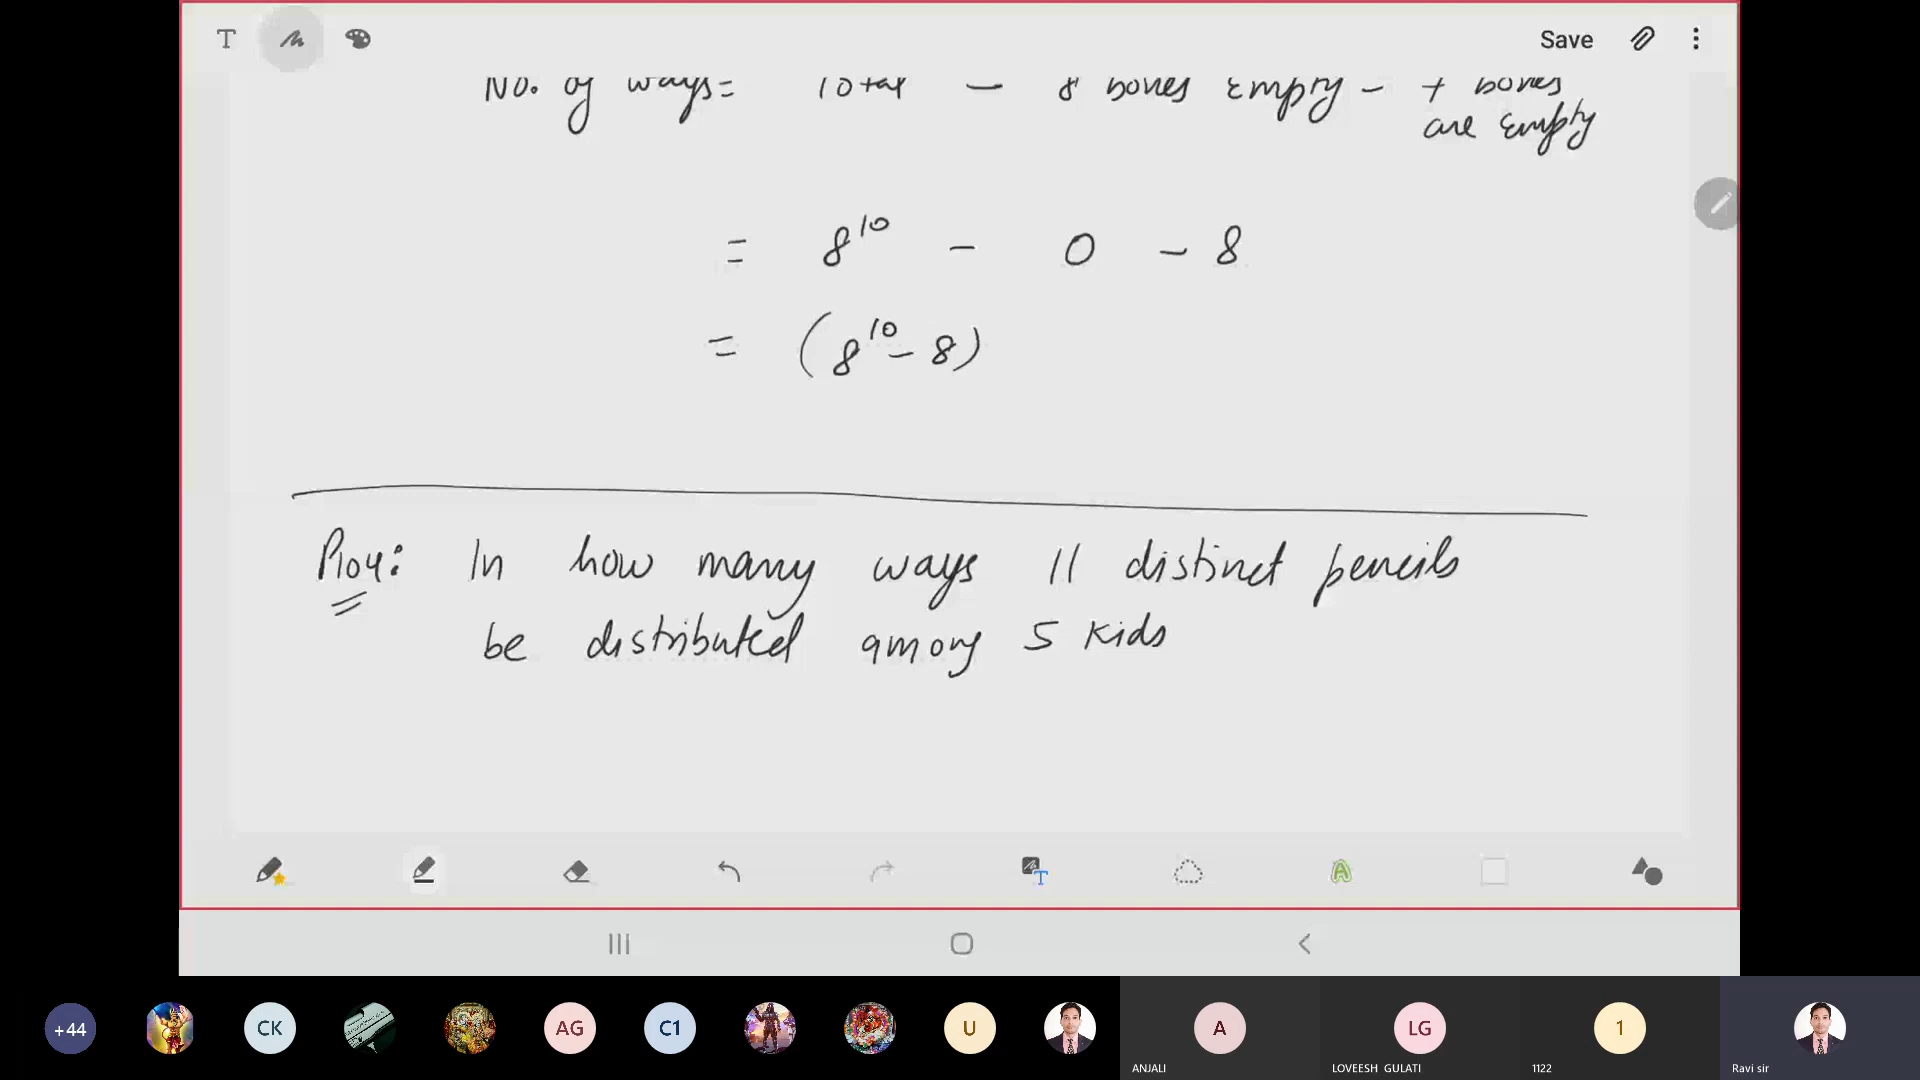 T Save
No. of ways = Total - 8 boxes Empty - 7 boxes
are Empty
= 8^10 - 0 - 8
= (8^10 - 8)
In how many ways 11 distinct pencils
be distributed among 5 kids
A
+44 CK AG C1 U A LG 1
ANJALI LOVEESH GULATI 1122 Ravi sir